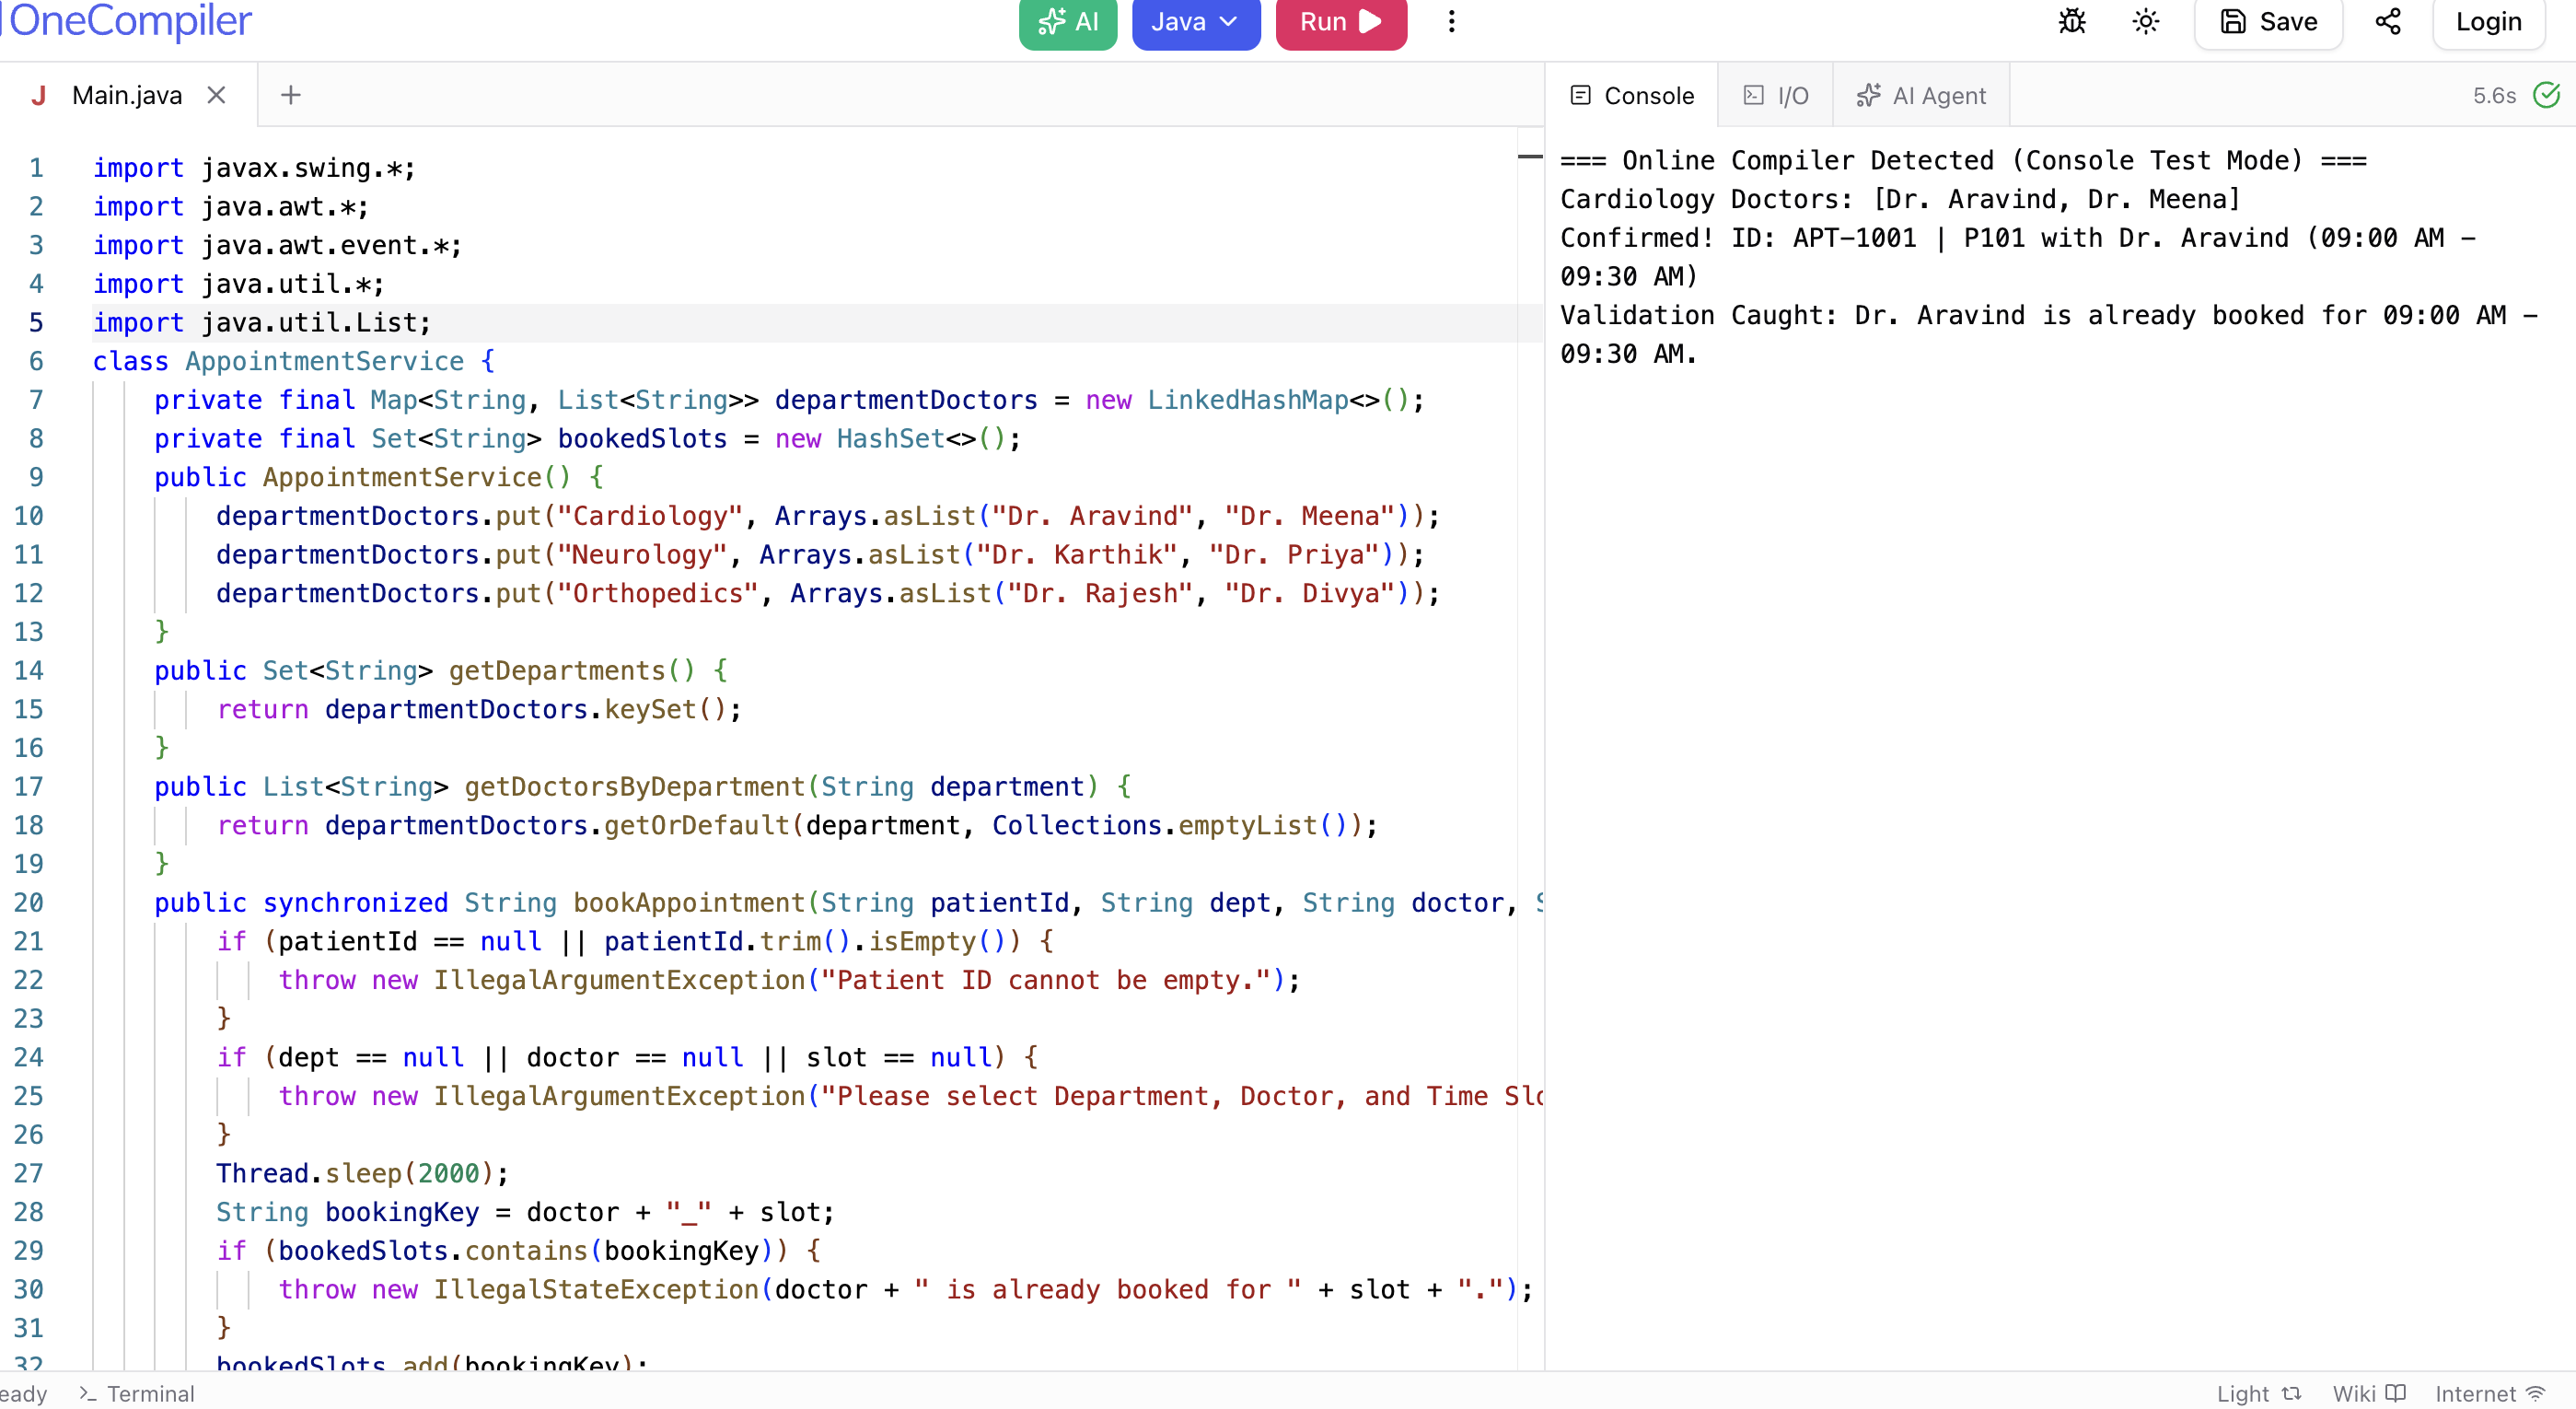 OneCompiler
AI
Java
Run
Save
Login
J Main.java
Console
I/O
AI Agent
5.6s
1 import javax.swing.*;
2 import java.awt.*;
3 import java.awt.event.*;
4 import java.util.*;
5 import java.util.List;
6 class AppointmentService {
7 private final Map<String, List<String>> departmentDoctors = new LinkedHashMap<>();
8 private final Set<String> bookedSlots = new HashSet<>();
9 public AppointmentService() {
10 departmentDoctors.put("Cardiology", Arrays.asList("Dr. Aravind", "Dr. Meena"));
11 departmentDoctors.put("Neurology", Arrays.asList("Dr. Karthik", "Dr. Priya"));
12 departmentDoctors.put("Orthopedics", Arrays.asList("Dr. Rajesh", "Dr. Divya"));
13 }
14 public Set<String> getDepartments() {
15 return departmentDoctors.keySet();
16 }
17 public List<String> getDoctorsByDepartment(String department) {
18 return departmentDoctors.getOrDefault(department, Collections.emptyList());
19 }
20 public synchronized String bookAppointment(String patientId, String dept, String doctor,
21 if (patientId == null || patientId.trim().isEmpty()) {
22 throw new IllegalArgumentException("Patient ID cannot be empty.");
23 }
24 if (dept == null || doctor == null || slot == null) {
25 throw new IllegalArgumentException("Please select Department, Doctor, and Time Slo
26 }
27 Thread.sleep(2000);
28 String bookingKey = doctor + "_" + slot;
29 if (bookedSlots.contains(bookingKey)) {
30 throw new IllegalStateException(doctor + " is already booked for " + slot + ".");
31 }
32 bookedSlots.add(bookingKey);
=== Online Compiler Detected (Console Test Mode) ===
Cardiology Doctors: [Dr. Aravind, Dr. Meena]
Confirmed! ID: APT-1001 | P101 with Dr. Aravind (09:00 AM -
09:30 AM)
Validation Caught: Dr. Aravind is already booked for 09:00 AM -
09:30 AM.
eady
Terminal
Light
Wiki
Internet